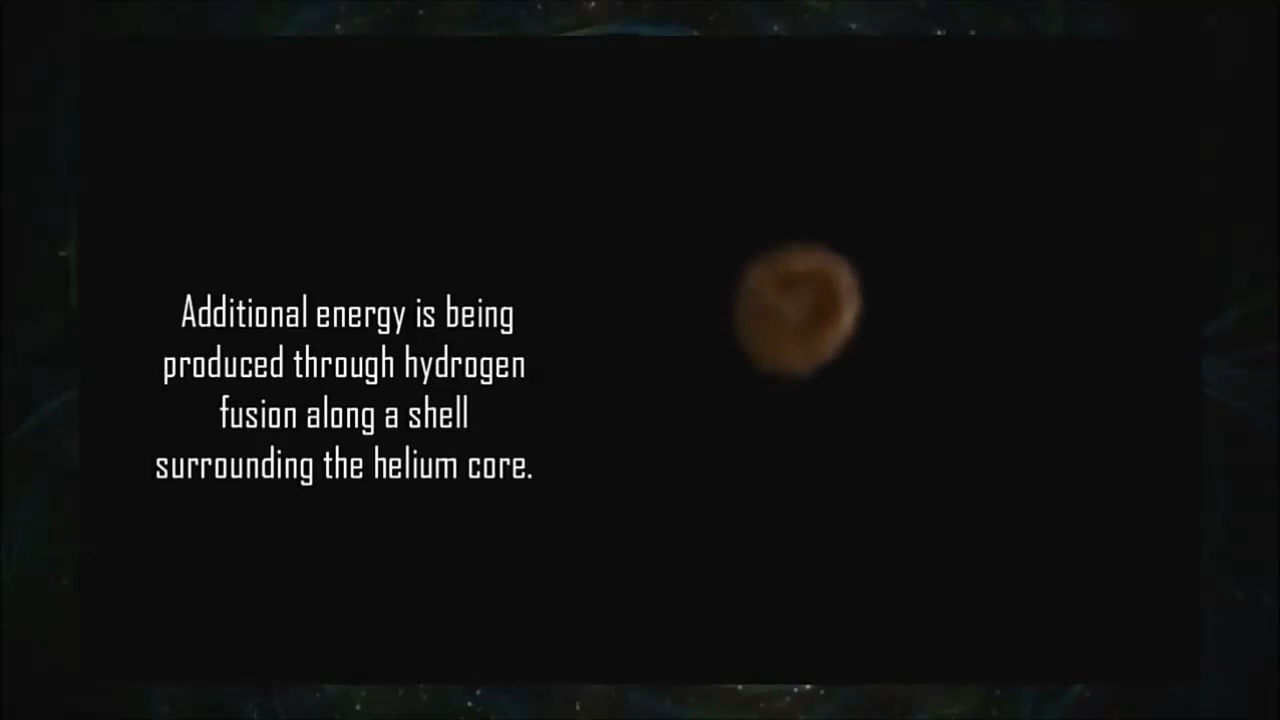 Additional energy is being
produced through hydrogen
fusion along a shell
surrounding the helium core.